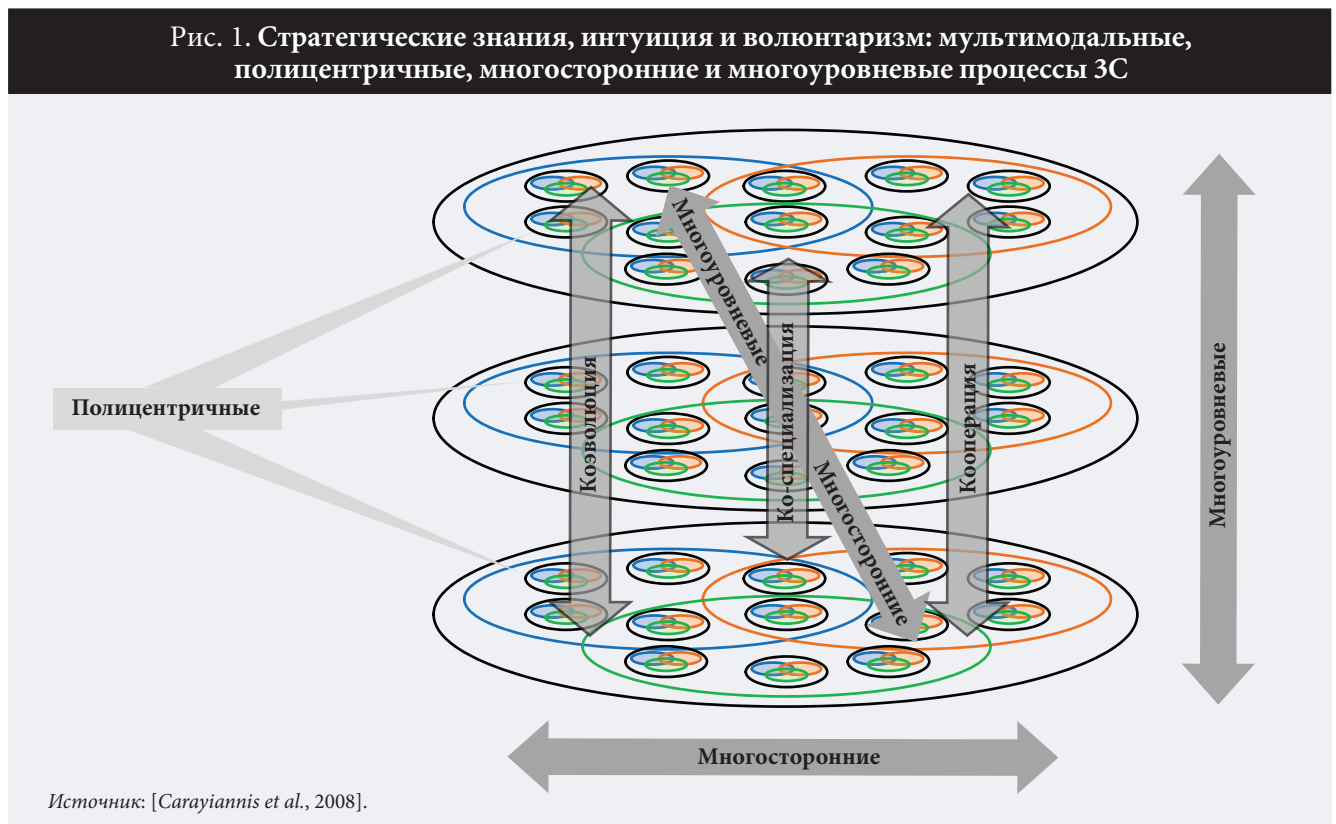 Рис. 1. Стратегические знания, интуиция и волюнтаризм: мультимодальные,
полицентричные, многосторонние и многоуровневые процессы 3С
Полицентричные
Коэволюция
Многоуровневые
Ко-специализация
Многосторонние
Кооперация
Многоуровневые
Многосторонние
Источник: [Carayiannis et al., 2008].